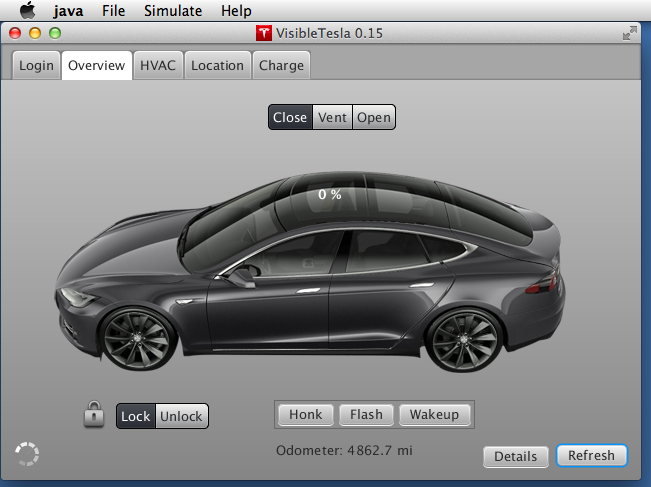 java File Simulate Help
VisibleTesla 0.15
Login Overview HVAC Location Charge
Close Vent Open
0 %
Lock Unlock Honk Flash Wakeup
Odometer: 4862.7 mi
Details Refresh